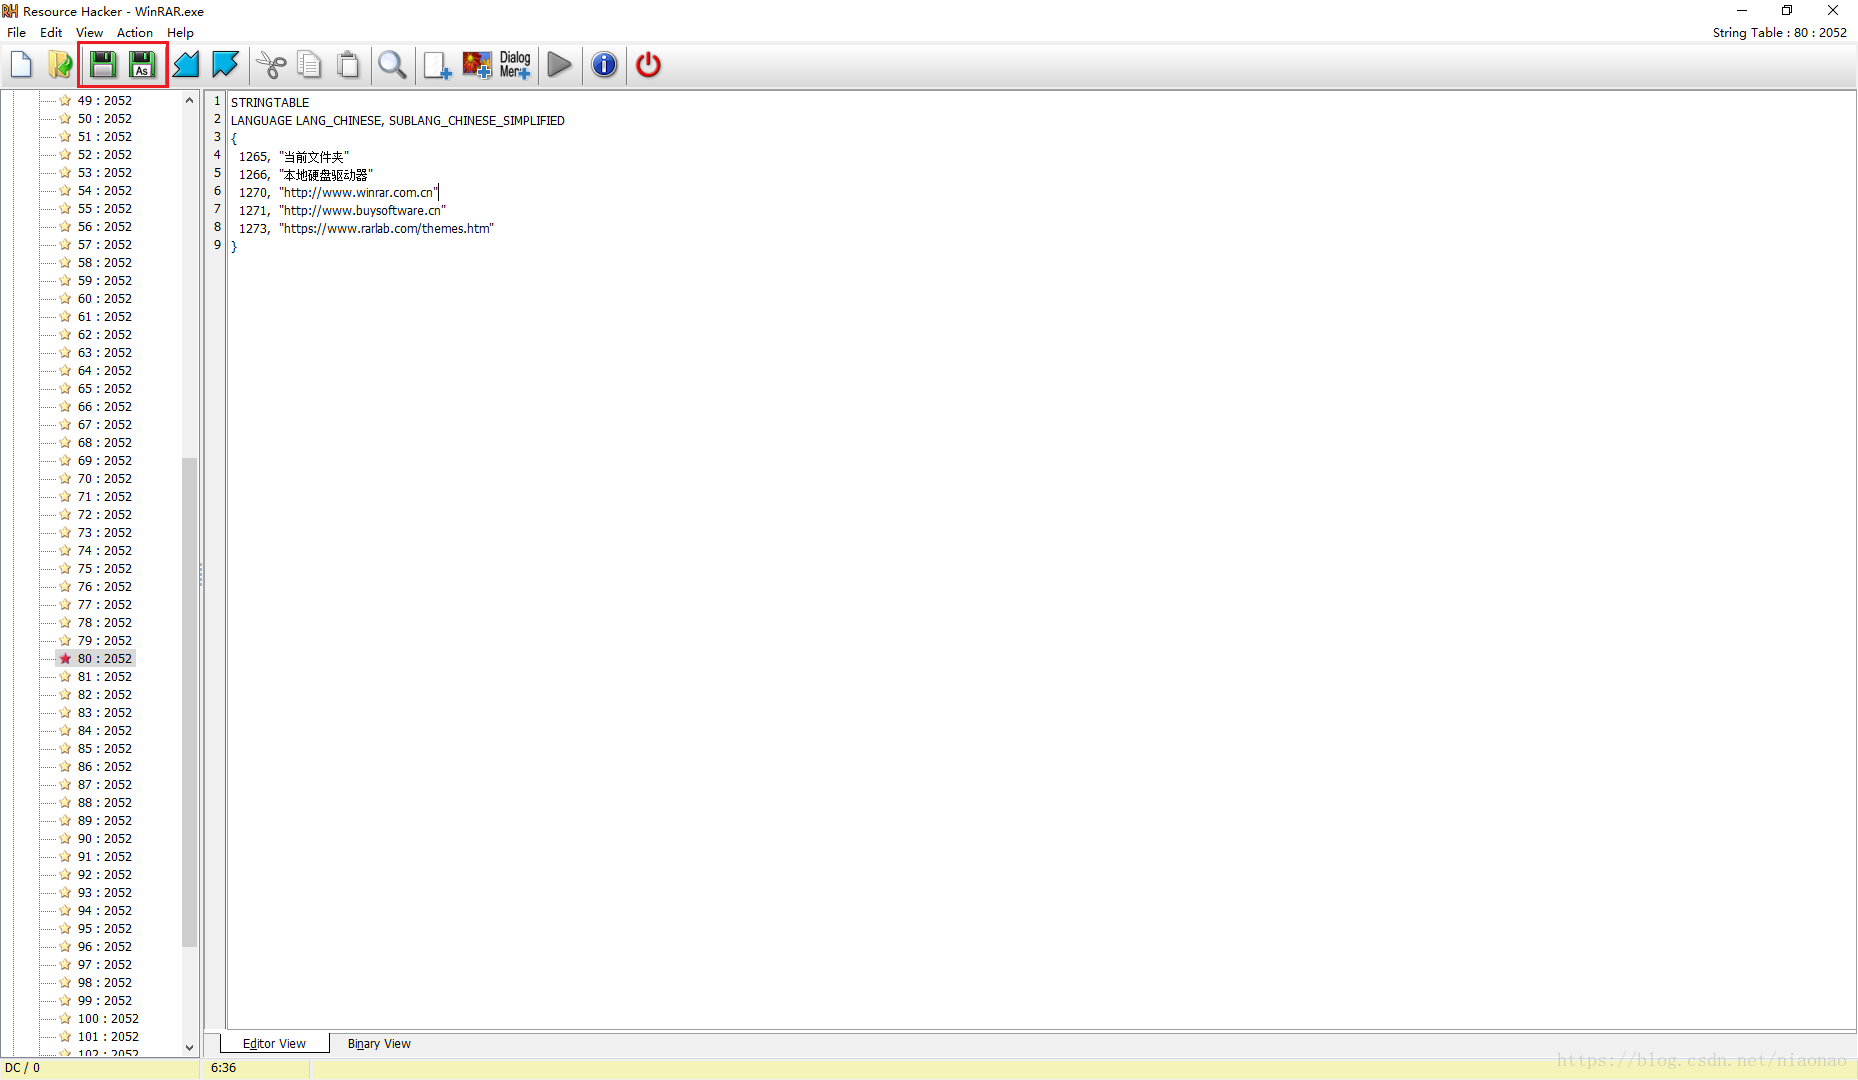 Resource Hacker - WinRAR.exe
File Edit View Action Help
String Table : 80 : 2052
As
Dialog
Men
49 : 2052
50 : 2052
51 : 2052
52 : 2052
53 : 2052
54 : 2052
55 : 2052
56 : 2052
57 : 2052
58 : 2052
59 : 2052
60 : 2052
61 : 2052
62 : 2052
63 : 2052
64 : 2052
65 : 2052
66 : 2052
67 : 2052
68 : 2052
69 : 2052
70 : 2052
71 : 2052
72 : 2052
73 : 2052
74 : 2052
75 : 2052
76 : 2052
77 : 2052
78 : 2052
79 : 2052
80 : 2052
81 : 2052
82 : 2052
83 : 2052
84 : 2052
85 : 2052
86 : 2052
87 : 2052
88 : 2052
89 : 2052
90 : 2052
91 : 2052
92 : 2052
93 : 2052
94 : 2052
95 : 2052
96 : 2052
97 : 2052
98 : 2052
99 : 2052
100 : 2052
101 : 2052
102 : 2052
1 STRINGTABLE
2 LANGUAGE LANG_CHINESE, SUBLANG_CHINESE_SIMPLIFIED
3 {
4 1265, "当前文件夹"
5 1266, "本地硬盘驱动器"
6 1270, "http://www.winrar.com.cn"
7 1271, "http://www.buysoftware.cn"
8 1273, "https://www.rarlab.com/themes.htm"
9 }
Editor View Binary View
DC / 0 6:36
https://blog.csdn.net/niaonao